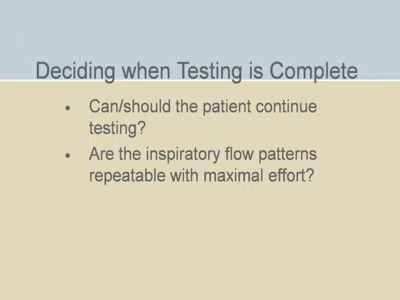 Deciding when Testing is Complete
• Can/should the patient continue
testing?
• Are the inspiratory flow patterns
repeatable with maximal effort?